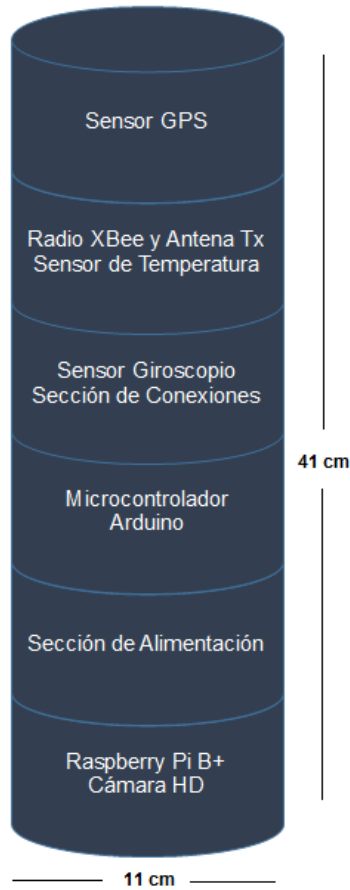 Sensor GPS
Radio XBee y Antena Tx
Sensor de Temperatura
Sensor Giroscopio
Sección de Conexiones
41 cm
Microcontrolador
Arduino
Sección de Alimentación
Raspberry Pi B+
Cámara HD
11 cm